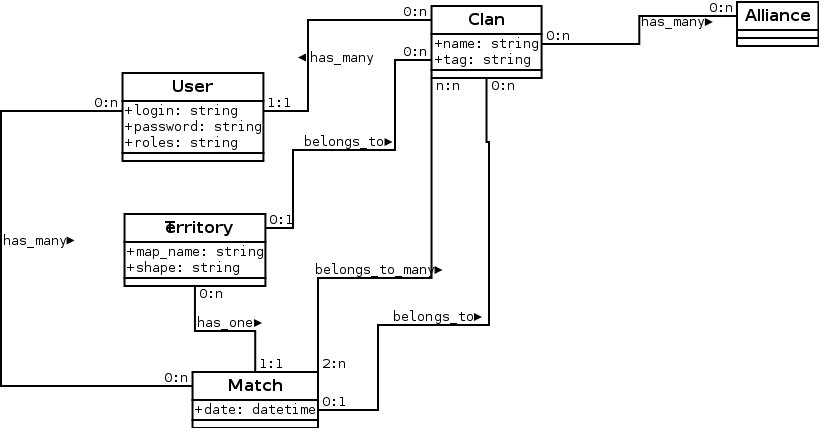 0:n
Clan
+name: string
+tag: string
0:n
0:n
has_many▶
Alliance
◀has_many
0:n
n:n
0:n
User
+login: string
+password: string
+roles: string
0:n
1:1
belongs_to▶
Territory
+map_name: string
+shape: string
0:1
has_many▶
0:n
belongs_to_many▶
has_one▶
belongs_to▶
1:1
2:n
0:n
Match
+date: datetime
0:1